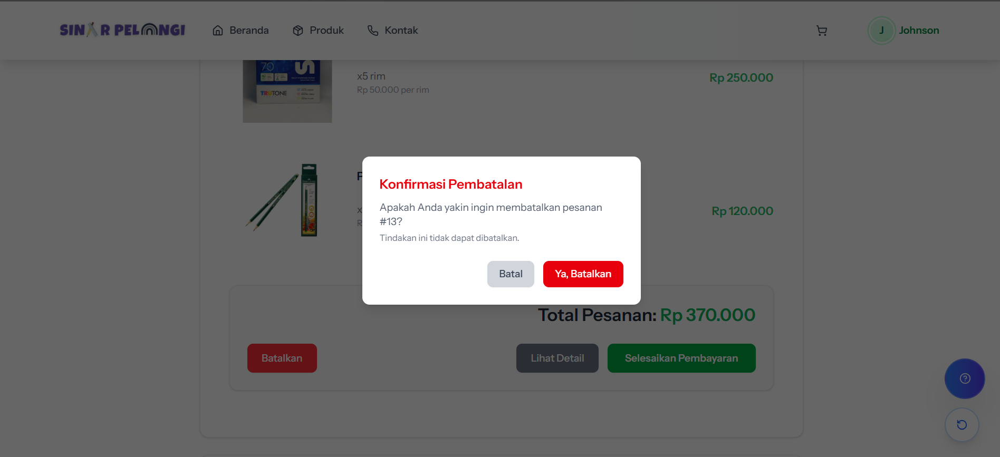 SINAR PELANGI
Beranda
Produk
Kontak
J
Johnson
70
TRUTONE
x5 rim
Rp 50.000 per rim
Rp 250.000
P
x
R
Rp 120.000
Konfirmasi Pembatalan
Apakah Anda yakin ingin membatalkan pesanan
#13?
Tindakan ini tidak dapat dibatalkan.
Batal
Ya, Batalkan
Total Pesanan: Rp 370.000
Batalkan
Lihat Detail
Selesaikan Pembayaran